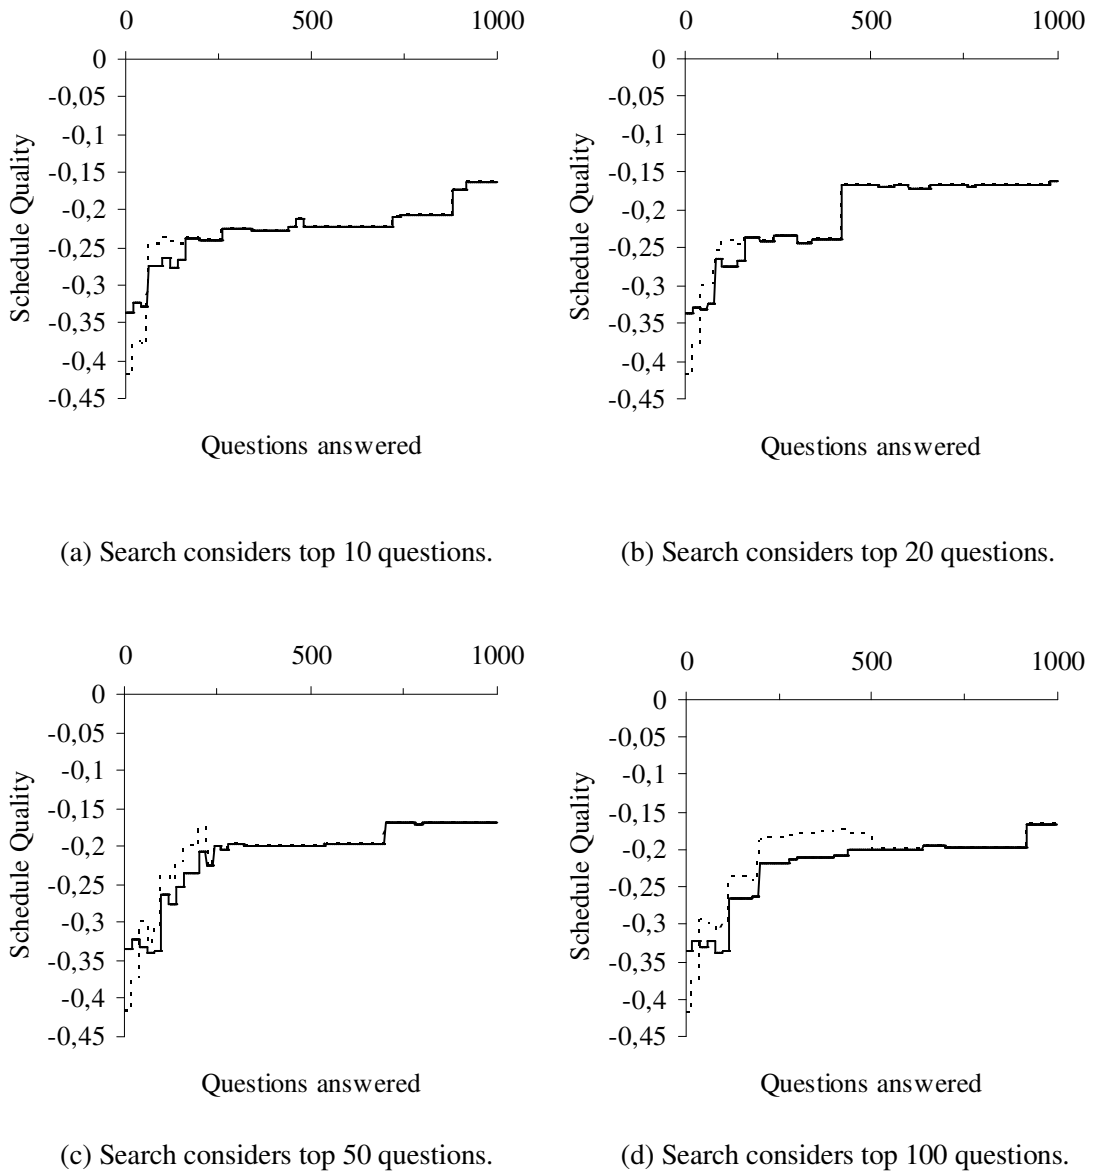 0 500 1000
0
-0,05
-0,1
-0,15
-0,2
-0,25
-0,3
-0,35
-0,4
-0,45
Schedule Quality
Questions answered
(a) Search considers top 10 questions.
0 500 1000
0
-0,05
-0,1
-0,15
-0,2
-0,25
-0,3
-0,35
-0,4
-0,45
Schedule Quality
Questions answered
(b) Search considers top 20 questions.
0 500 1000
0
-0,05
-0,1
-0,15
-0,2
-0,25
-0,3
-0,35
-0,4
-0,45
Schedule Quality
Questions answered
(c) Search considers top 50 questions.
0 500 1000
0
-0,05
-0,1
-0,15
-0,2
-0,25
-0,3
-0,35
-0,4
-0,45
Schedule Quality
Questions answered
(d) Search considers top 100 questions.